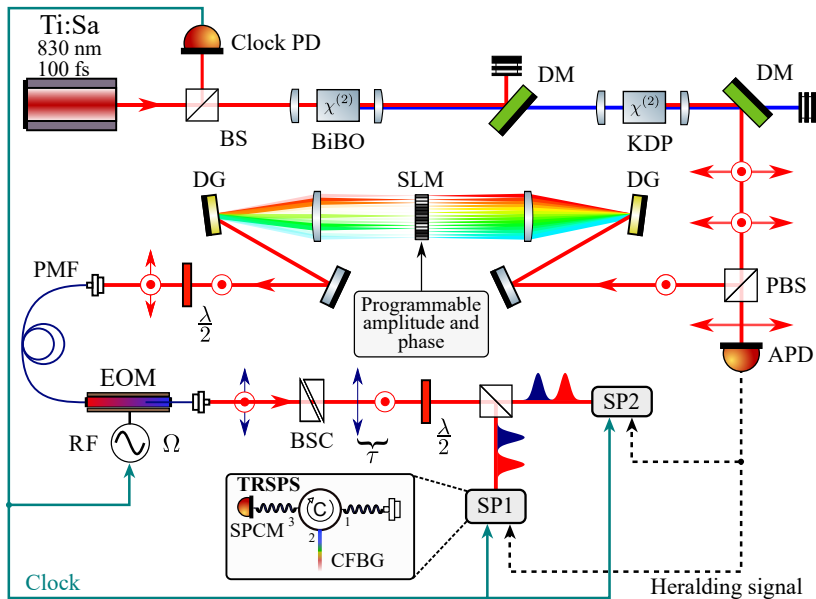 Ti:Sa
830 nm
100 fs
Clock PD
BS
χ(2)
BiBO
DM
χ(2)
KDP
DM
DG
SLM
DG
PMF
λ/2
Programmable
amplitude and
phase
PBS
APD
EOM
RF
Ω
BSC
τ
λ/2
SP2
TRSPS
SPCM
3
C
1
2
CFBG
SP1
Clock
Heralding signal